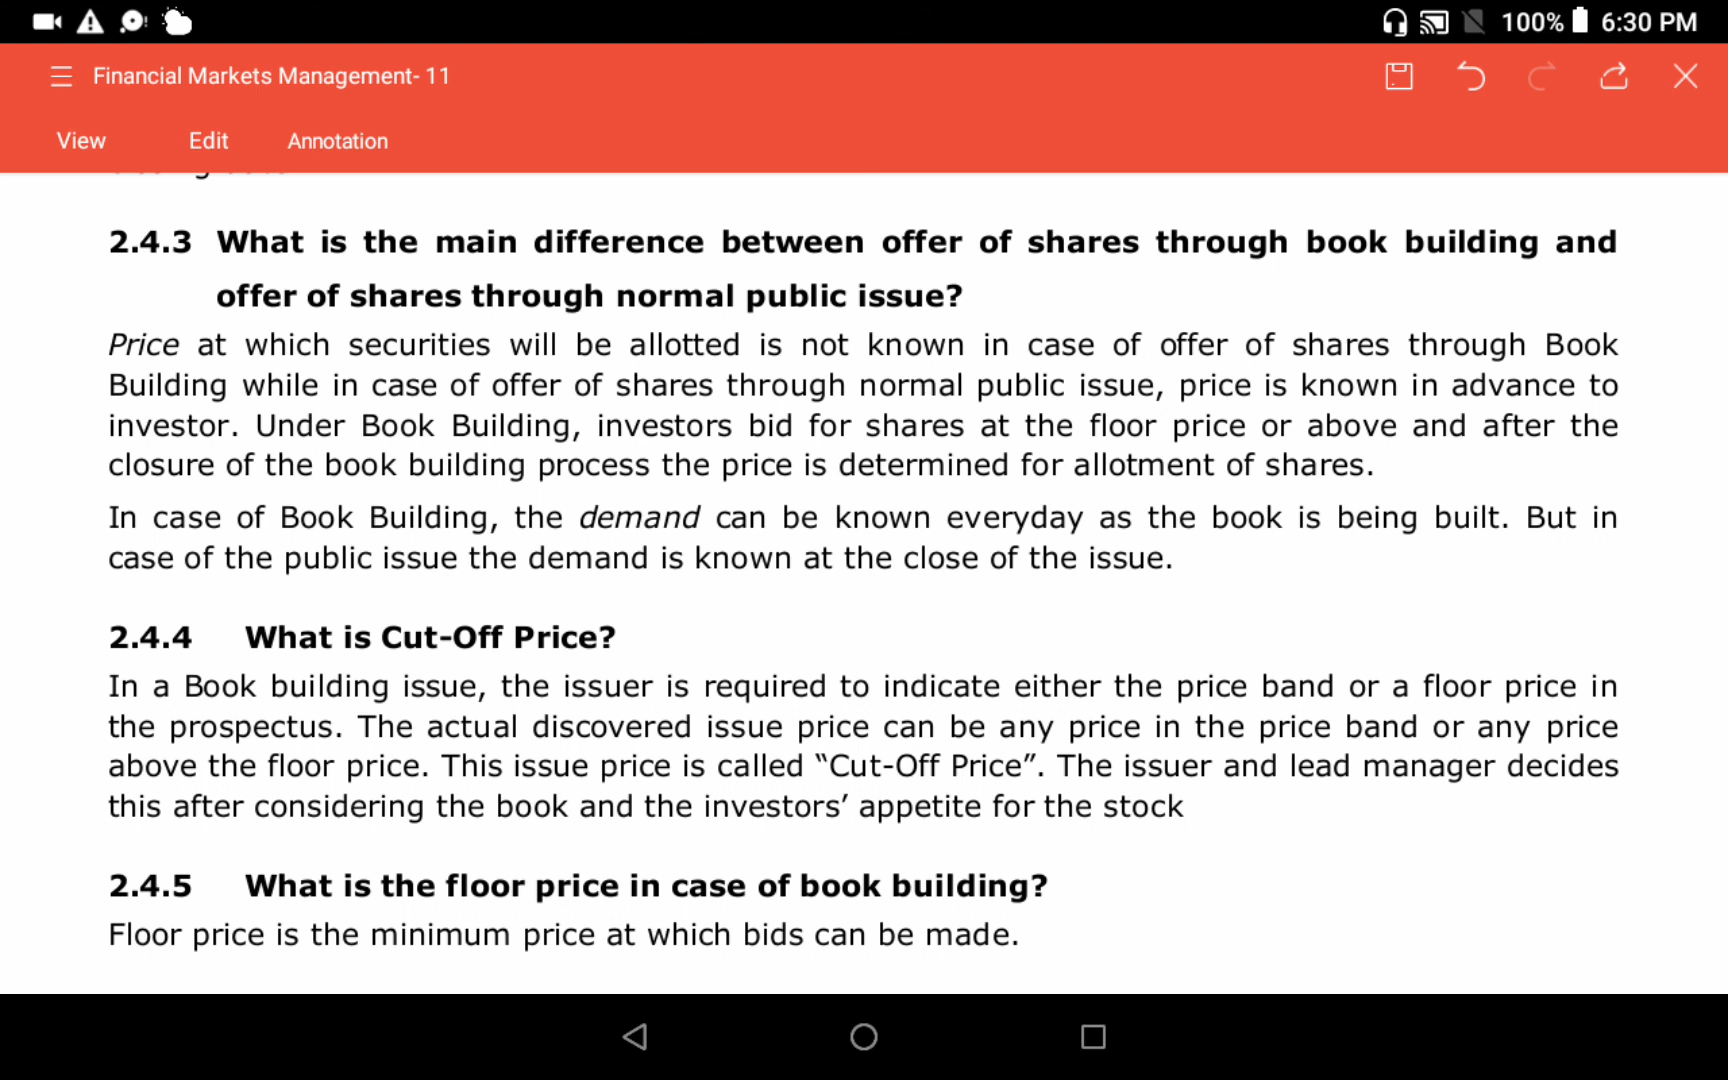 100% 6:30 PM
Financial Markets Management- 11
View Edit Annotation
2.4.3 What is the main difference between offer of shares through book building and
offer of shares through normal public issue?
Price at which securities will be allotted is not known in case of offer of shares through Book
Building while in case of offer of shares through normal public issue, price is known in advance to
investor. Under Book Building, investors bid for shares at the floor price or above and after the
closure of the book building process the price is determined for allotment of shares.
In case of Book Building, the demand can be known everyday as the book is being built. But in
case of the public issue the demand is known at the close of the issue.
2.4.4 What is Cut-Off Price?
In a Book building issue, the issuer is required to indicate either the price band or a floor price in
the prospectus. The actual discovered issue price can be any price in the price band or any price
above the floor price. This issue price is called “Cut-Off Price”. The issuer and lead manager decides
this after considering the book and the investors’ appetite for the stock
2.4.5 What is the floor price in case of book building?
Floor price is the minimum price at which bids can be made.